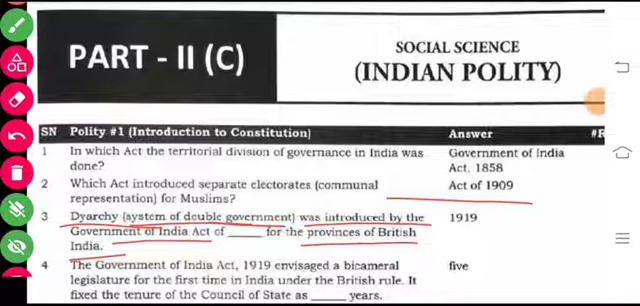 PART - II (C)
SOCIAL SCIENCE
(INDIAN POLITY)
SN Polity #1 (Introduction to Constitution) Answer #R
1 In which Act the territorial division of governance in India was Government of India
done? Act, 1858
2 Which Act introduced separate electorates (communal Act of 1909
representation) for Muslims?
3 Dyarchy (system of double government) was introduced by the 1919
Government of India Act of _____ for the provinces of British
India.
4 The Government of India Act, 1919 envisaged a bicameral five
legislature for the first time in India under the British rule. It
fixed the tenure of the Council of State as _____ years.